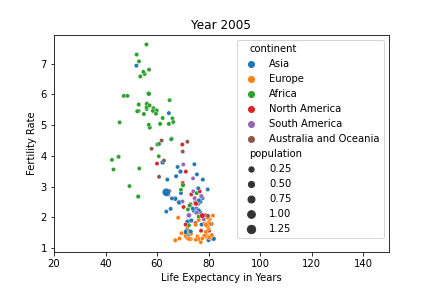 Year 2005
Fertility Rate
7
6
5
4
3
2
1
20
40
60
80
100
120
140
Life Expectancy in Years
continent
Asia
Europe
Africa
North America
South America
Australia and Oceania
population
0.25
0.50
0.75
1.00
1.25